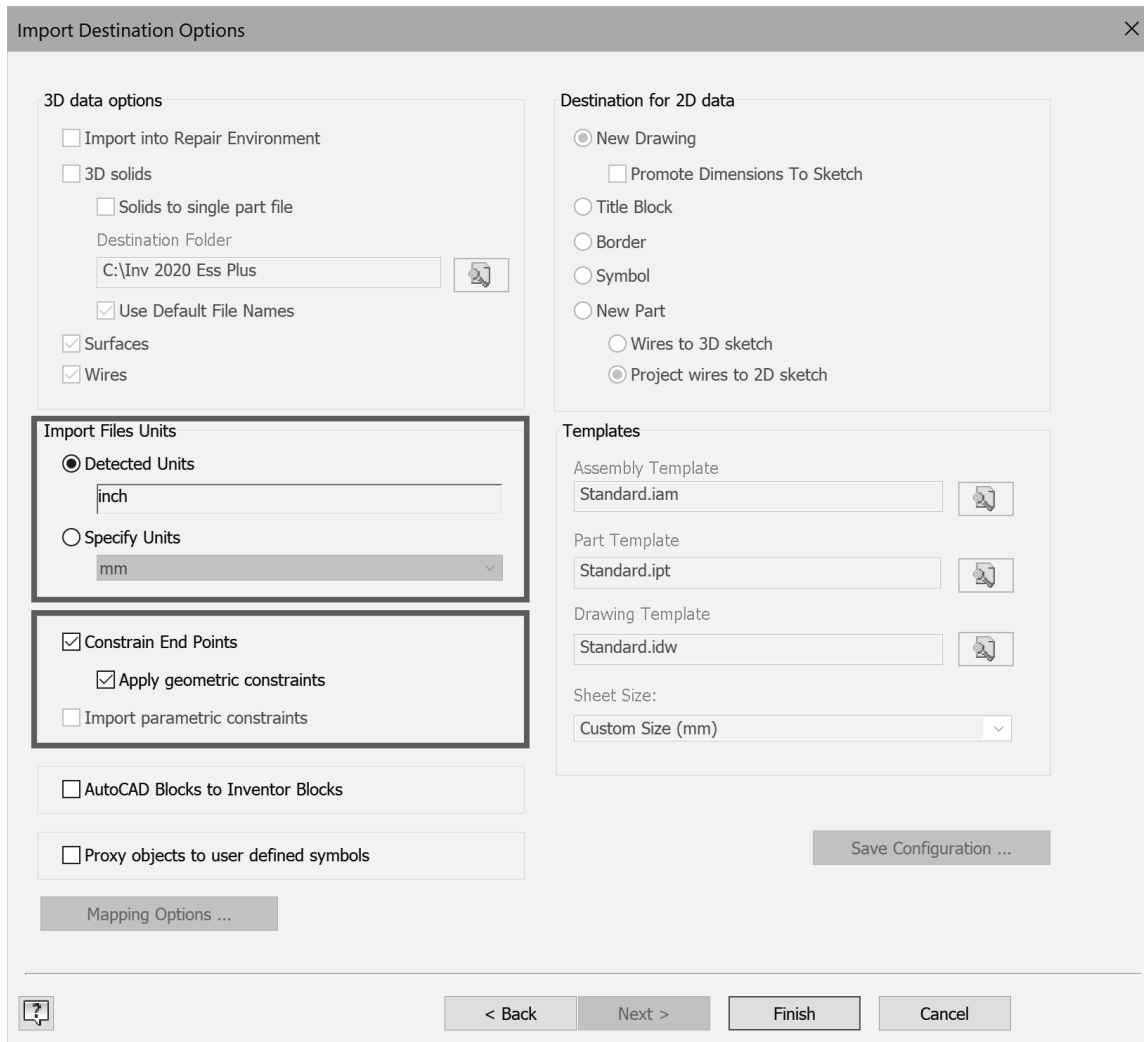 Import Destination Options
3D data options
Import into Repair Environment
3D solids
Solids to single part file
Destination Folder
C:\Inv 2020 Ess Plus
Use Default File Names
Surfaces
Wires
Destination for 2D data
New Drawing
Promote Dimensions To Sketch
Title Block
Border
Symbol
New Part
Wires to 3D sketch
Project wires to 2D sketch
Import Files Units
Detected Units
inch
Specify Units
mm
Constrain End Points
Apply geometric constraints
Import parametric constraints
AutoCAD Blocks to Inventor Blocks
Proxy objects to user defined symbols
Mapping Options ...
Templates
Assembly Template
Standard.iam
Part Template
Standard.ipt
Drawing Template
Standard.idw
Sheet Size:
Custom Size (mm)
Save Configuration ...
?
< Back
Next >
Finish
Cancel